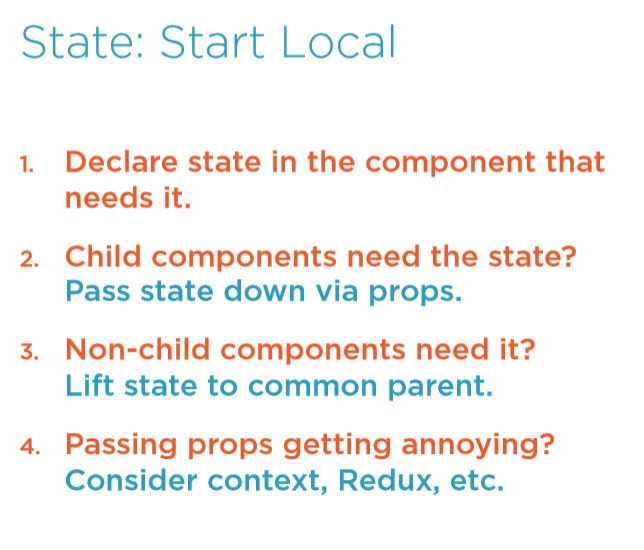 State: Start Local
1. Declare state in the component that
needs it.
2. Child components need the state?
Pass state down via props.
3. Non-child components need it?
Lift state to common parent.
4. Passing props getting annoying?
Consider context, Redux, etc.